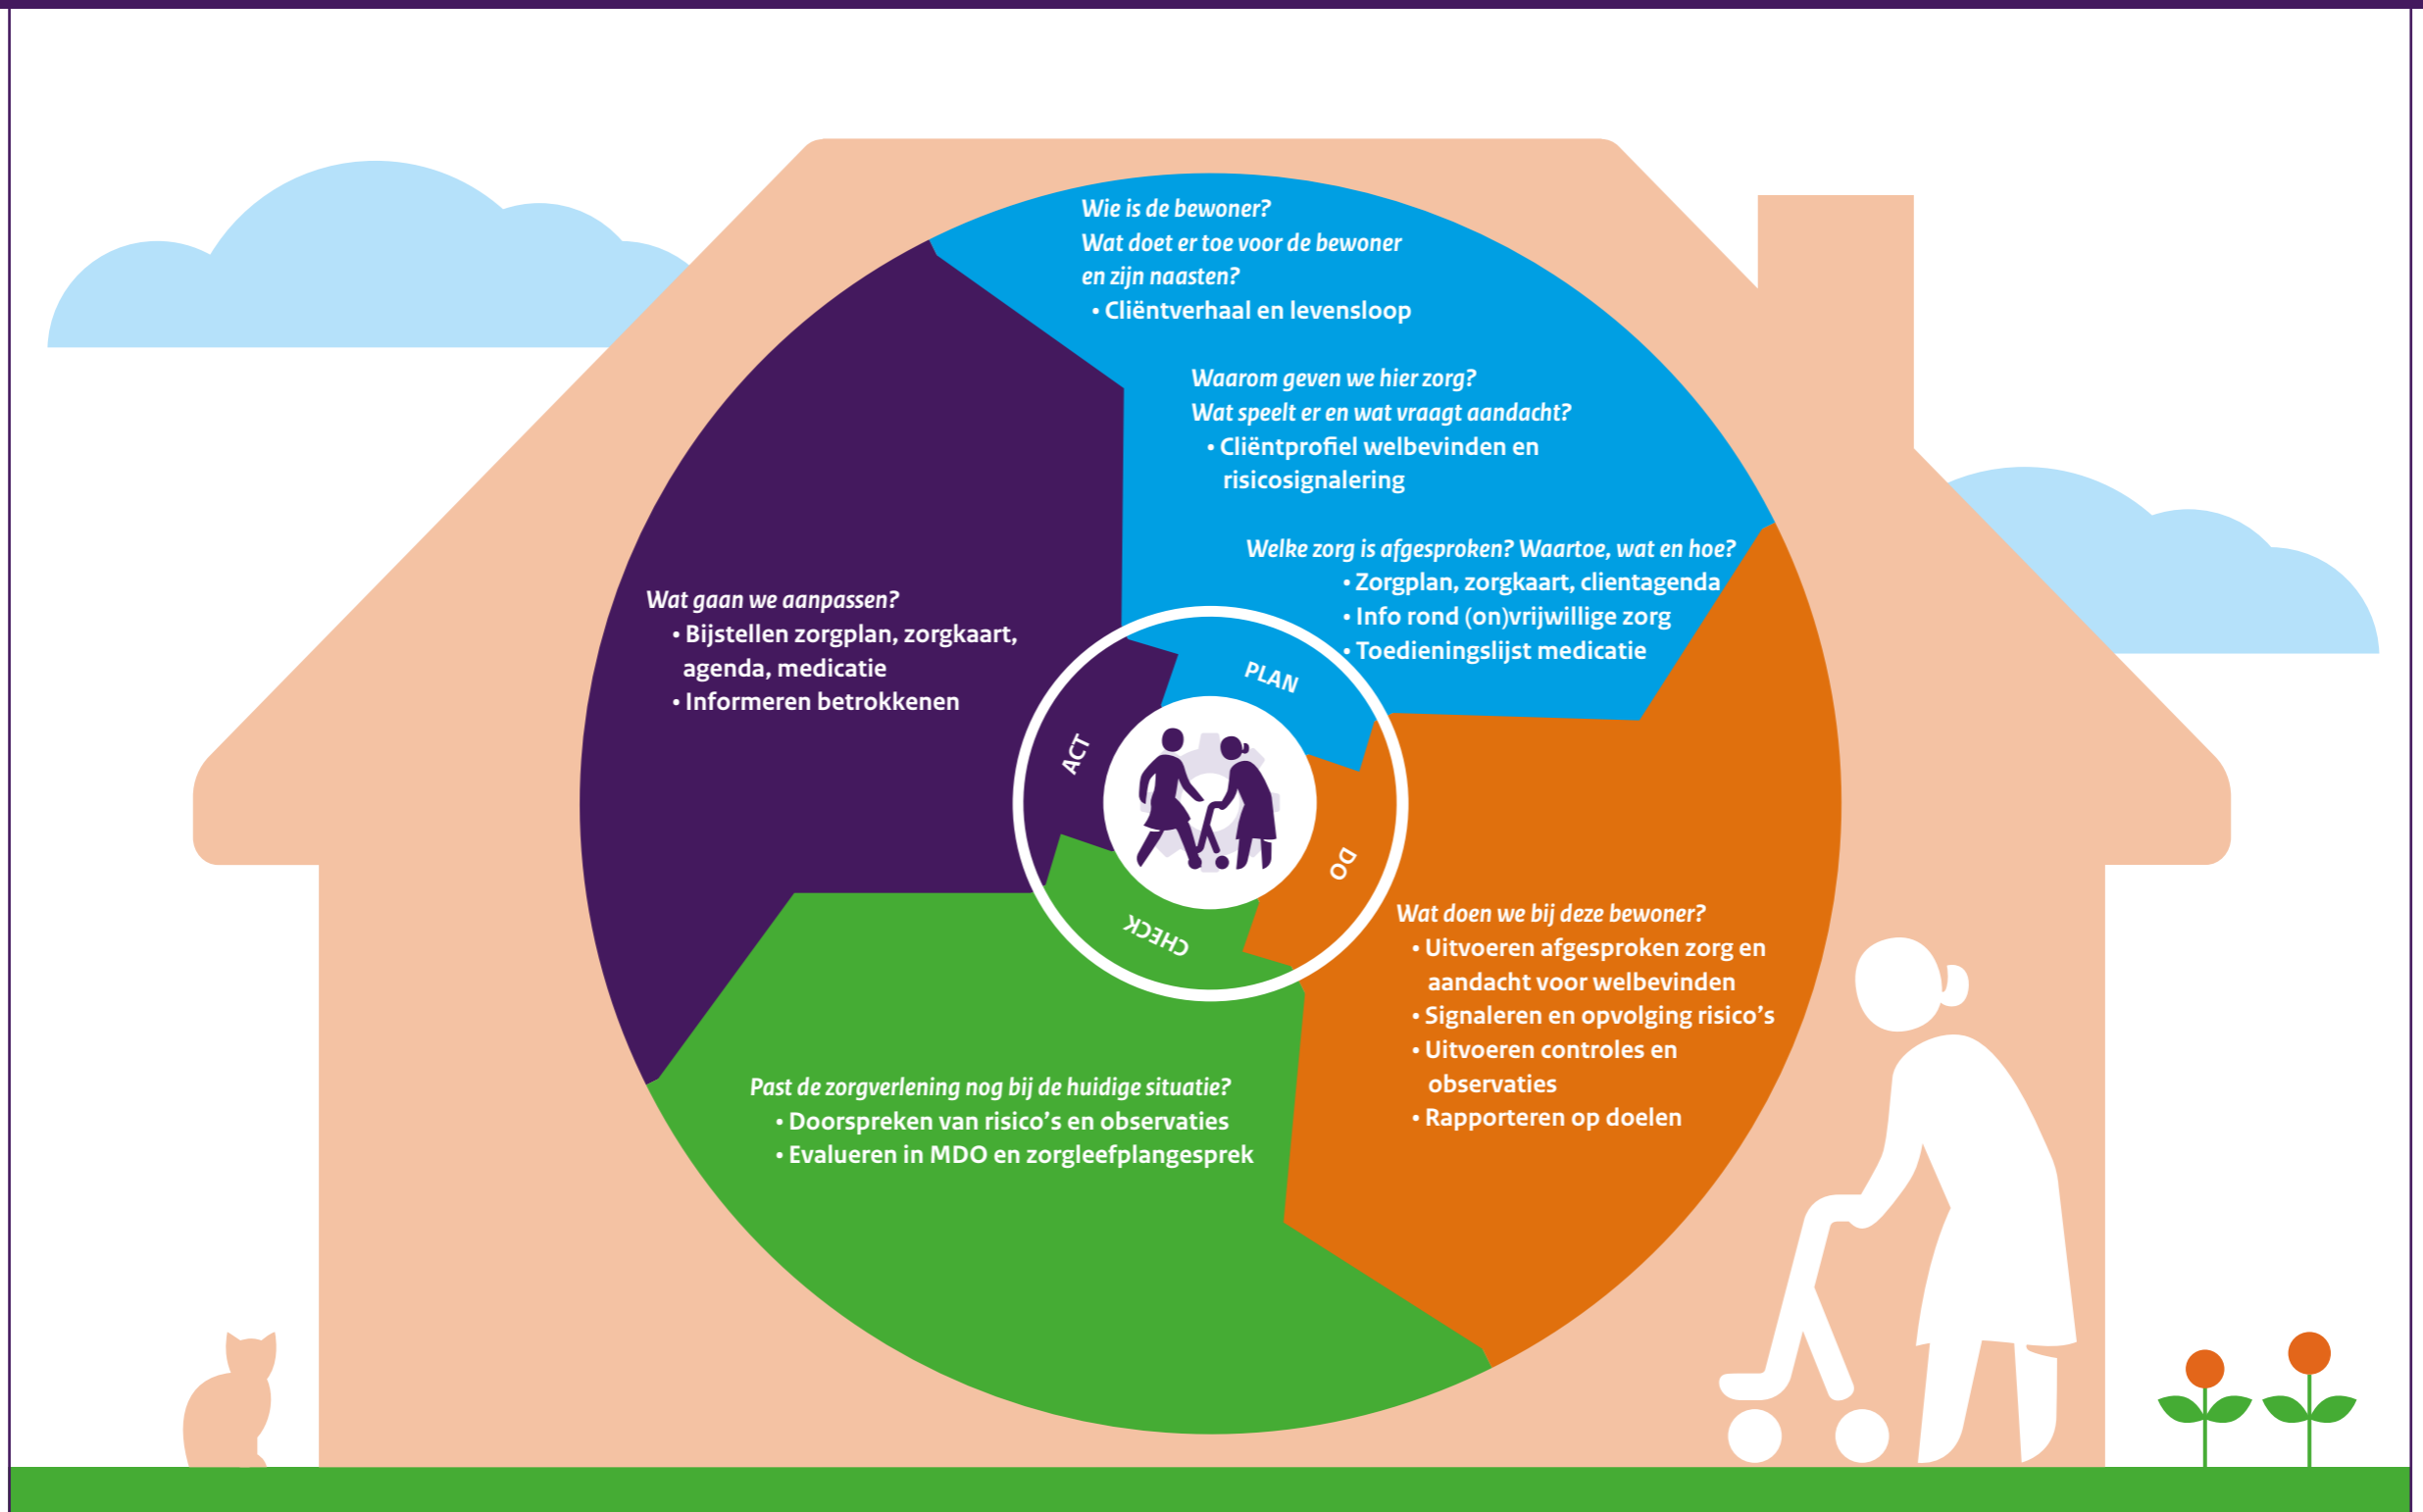 Wie is de bewoner?
Wat doet er toe voor de bewoner
en zijn naasten?
• Cliëntverhaal en levensloop
Waarom geven we hier zorg?
Wat speelt er en wat vraagt aandacht?
• Cliëntprofiel welbevinden en
risicosignalering
Welke zorg is afgesproken? Waartoe, wat en hoe?
• Zorgplan, zorgkaart, clientagenda
• Info rond (on)vrijwillige zorg
• Toedieningslijst medicatie
Wat gaan we aanpassen?
• Bijstellen zorgplan, zorgkaart,
agenda, medicatie
• Informeren betrokkenen
PLAN
ACT
DO
CHECK
Wat doen we bij deze bewoner?
• Uitvoeren afgesproken zorg en
aandacht voor welbevinden
• Signaleren en opvolging risico’s
• Uitvoeren controles en
observaties
• Rapporteren op doelen
Past de zorgverlening nog bij de huidige situatie?
• Doorspreken van risico’s en observaties
• Evalueren in MDO en zorgleefplangesprek